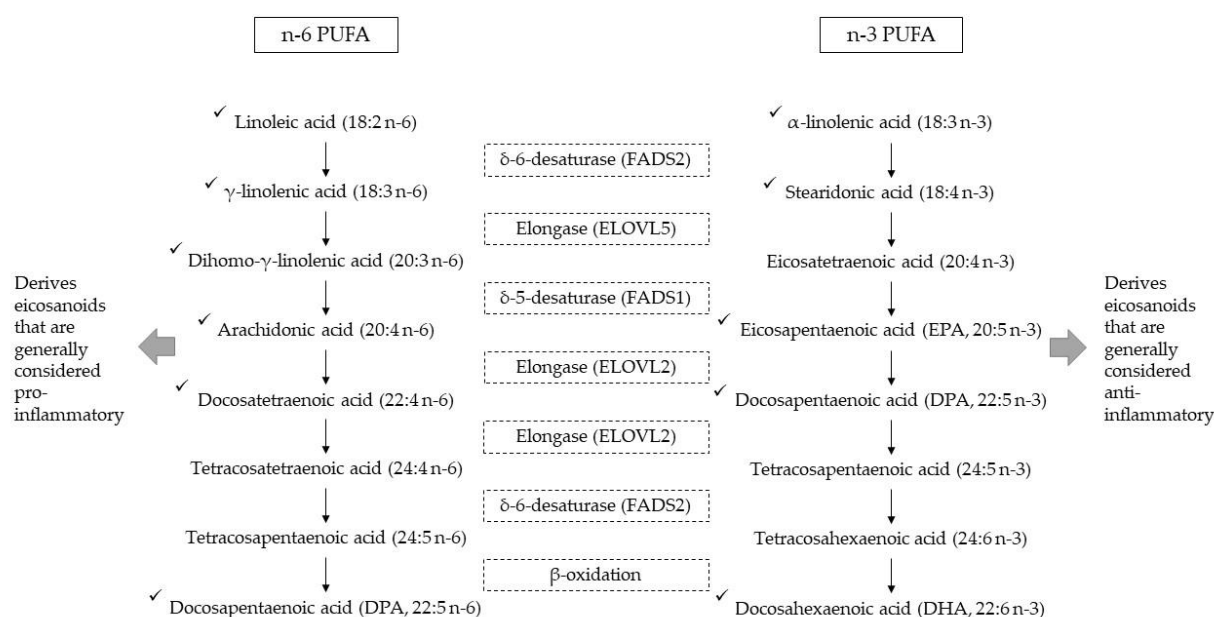 n-6 PUFA
n-3 PUFA
✓ Linoleic acid (18:2 n-6)
✓ α-linolenic acid (18:3 n-3)
δ-6-desaturase (FADS2)
✓ γ-linolenic acid (18:3 n-6)
✓ Stearidonic acid (18:4 n-3)
Elongase (ELOVL5)
✓ Dihomo-γ-linolenic acid (20:3 n-6)
Eicosatetraenoic acid (20:4 n-3)
δ-5-desaturase (FADS1)
✓ Arachidonic acid (20:4 n-6)
✓ Eicosapentaenoic acid (EPA, 20:5 n-3)
Elongase (ELOVL2)
✓ Docosatetraenoic acid (22:4 n-6)
✓ Docosapentaenoic acid (DPA, 22:5 n-3)
Elongase (ELOVL2)
Tetracosatetraenoic acid (24:4 n-6)
Tetracosapentaenoic acid (24:5 n-3)
δ-6-desaturase (FADS2)
Tetracosapentaenoic acid (24:5 n-6)
Tetracosahexaenoic acid (24:6 n-3)
β-oxidation
✓ Docosapentaenoic acid (DPA, 22:5 n-6)
✓ Docosahexaenoic acid (DHA, 22:6 n-3)
Derives
eicosanoids
that are
generally
considered
pro-
inflammatory
Derives
eicosanoids
that are
generally
considered
anti-
inflammatory